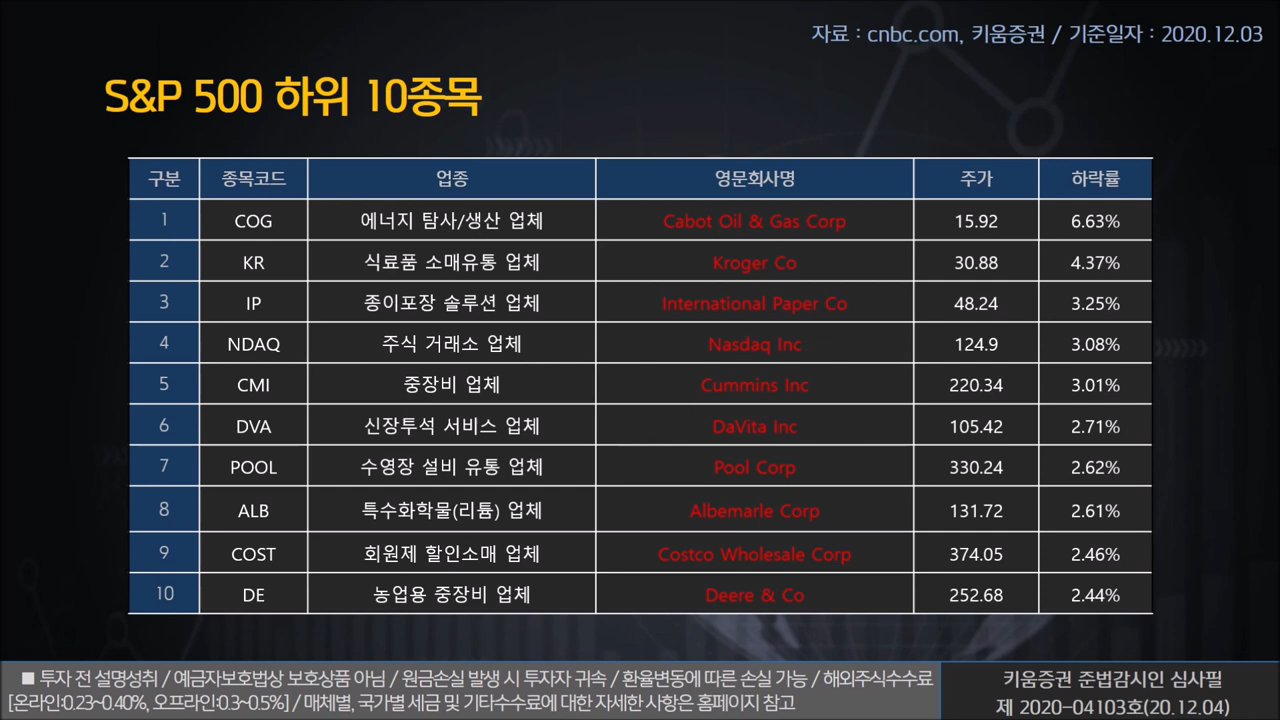 자료 : cnbc.com, 키움증권 / 기준일자 : 2020.12.03
S&P 500 하위 10종목
구분 종목코드 업종 영문회사명 주가 하락률
1 COG 에너지 탐사/생산 업체 Cabot Oil & Gas Corp 15.92 6.63%
2 KR 식료품 소매유통 업체 Kroger Co 30.88 4.37%
3 IP 종이포장 솔루션 업체 International Paper Co 48.24 3.25%
4 NDAQ 주식 거래소 업체 Nasdaq Inc 124.9 3.08%
5 CMI 중장비 업체 Cummins Inc 220.34 3.01%
6 DVA 신장투석 서비스 업체 DaVita Inc 105.42 2.71%
7 POOL 수영장 설비 유통 업체 Pool Corp 330.24 2.62%
8 ALB 특수화학물(리튬) 업체 Albemarle Corp 131.72 2.61%
9 COST 회원제 할인소매 업체 Costco Wholesale Corp 374.05 2.46%
10 DE 농업용 중장비 업체 Deere & Co 252.68 2.44%
■ 투자 전 설명성취 / 예금자보호법상 보호상품 아님 / 원금손실 발생 시 투자자 귀속 / 환율변동에 따른 손실 가능 / 해외주식수수료
[온라인:0.23~0.40%, 오프라인:0.3~0.5%] / 매체별, 국가별 세금 및 기타수수료에 대한 자세한 사항은 홈페이지 참고
키움증권 준법감시인 심사필
제 2020-04103호(20.12.04)